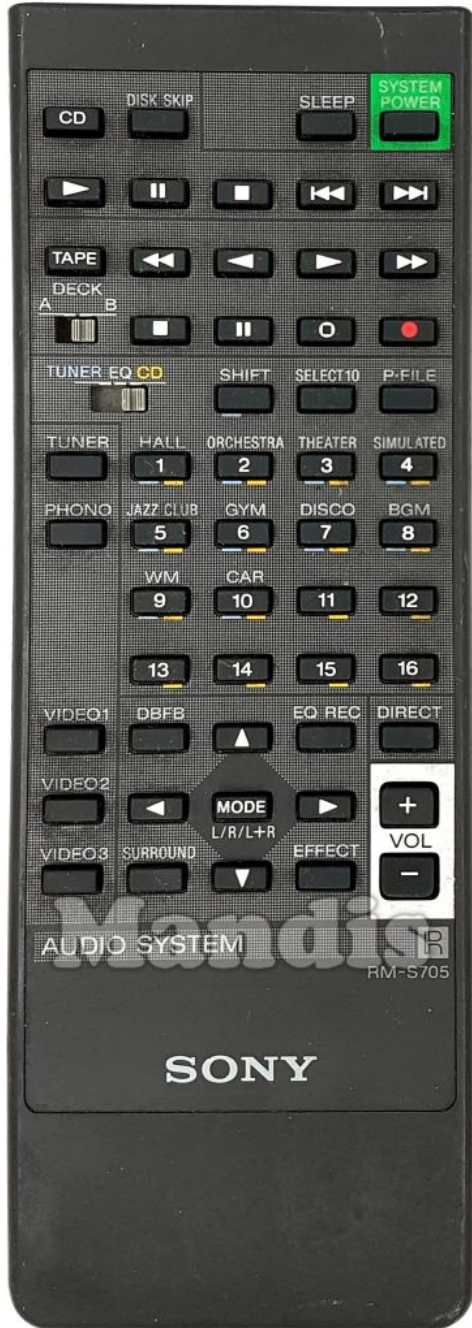 SYSTEM
DISK SKIP SLEEP POWER
CD
TAPE
DECK
A B
TUNER EQ CD SHIFT SELECT10 P·FILE
TUNER HALL ORCHESTRA THEATER SIMULATED
1 2 3 4
PHONO JAZZ CLUB GYM DISCO BGM
5 6 7 8
WM CAR
9 10 11 12
13 14 15 16
VIDEO1 DBFB EQ REC DIRECT
VIDEO2
MODE +
L/R/L+R VOL
VIDEO3 SURROUND EFFECT
−
Mandis
AUDIO SYSTEM R
RM-S705
SONY